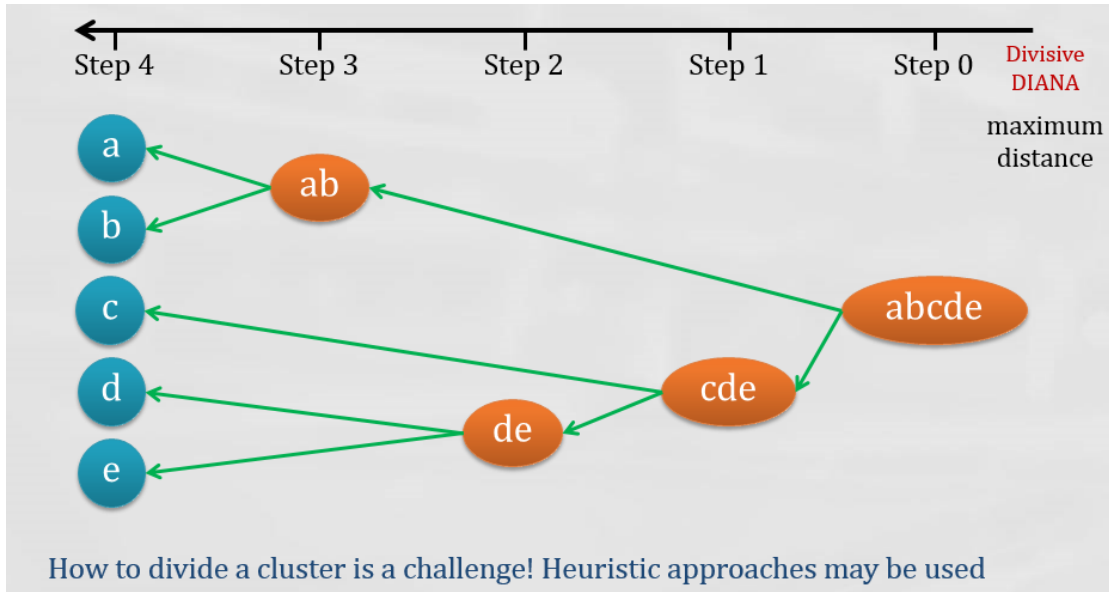 Step 4 Step 3 Step 2 Step 1 Step 0
Divisive
DIANA
maximum
distance
a
ab
b
c
abcde
d
cde
de
e
How to divide a cluster is a challenge! Heuristic approaches may be used